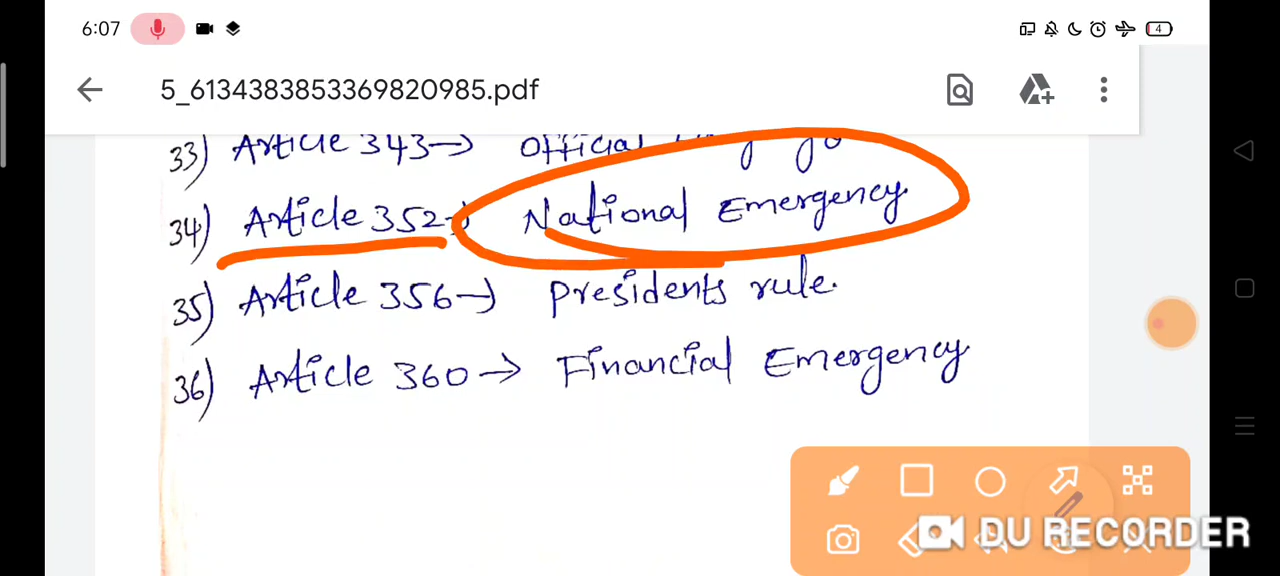 6:07 4
5_6134383853369820985.pdf
33) Article 343→ Official
34) Article 352→ National Emergency
35) Article 356→ Presidents rule.
36) Article 360→ Financial Emergency
DU RECORDER